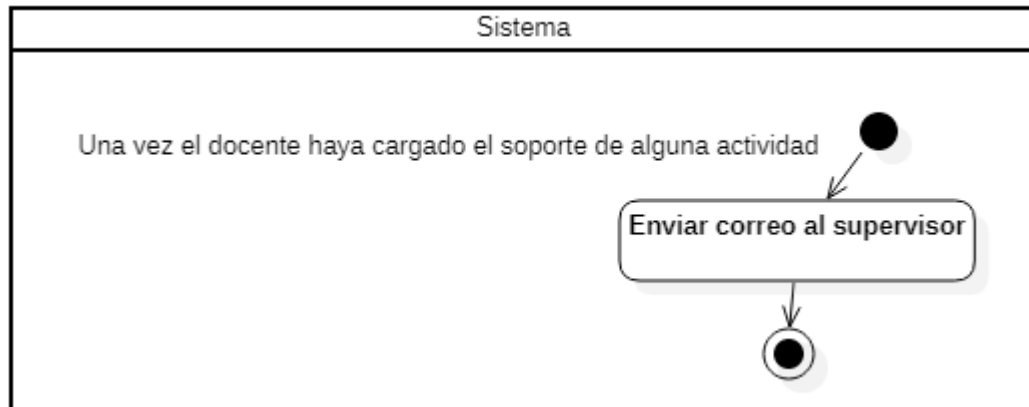 Sistema
Una vez el docente haya cargado el soporte de alguna actividad
Enviar correo al supervisor